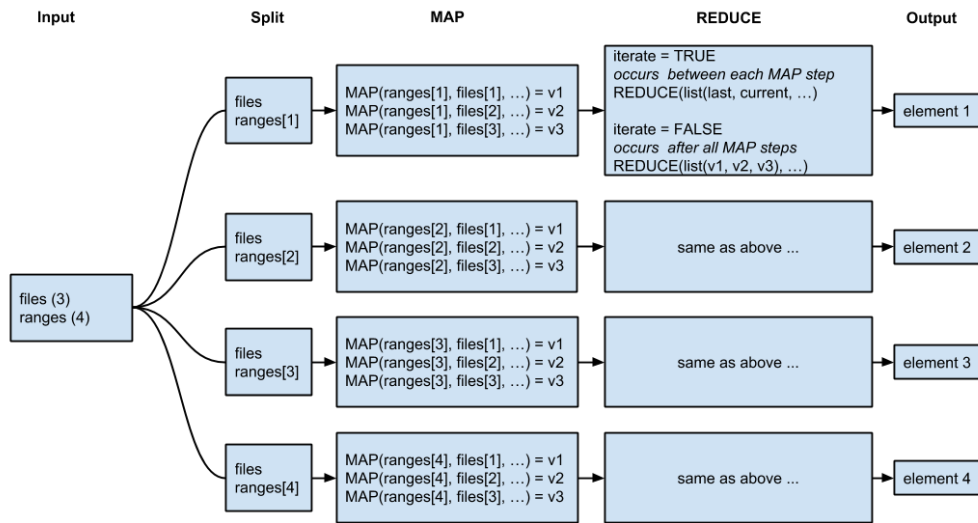 Input
Split
MAP
REDUCE
Output
files (3)
ranges (4)
files
ranges[1]
MAP(ranges[1], files[1], …) = v1
MAP(ranges[1], files[2], …) = v2
MAP(ranges[1], files[3], …) = v3
iterate = TRUE
occurs between each MAP step
REDUCE(list(last, current, …)
iterate = FALSE
occurs after all MAP steps
REDUCE(list(v1, v2, v3), …)
element 1
files
ranges[2]
MAP(ranges[2], files[1], …) = v1
MAP(ranges[2], files[2], …) = v2
MAP(ranges[2], files[3], …) = v3
same as above ...
element 2
files
ranges[3]
MAP(ranges[3], files[1], …) = v1
MAP(ranges[3], files[2], …) = v2
MAP(ranges[3], files[3], …) = v3
same as above ...
element 3
files
ranges[4]
MAP(ranges[4], files[1], …) = v1
MAP(ranges[4], files[2], …) = v2
MAP(ranges[4], files[3], …) = v3
same as above ...
element 4